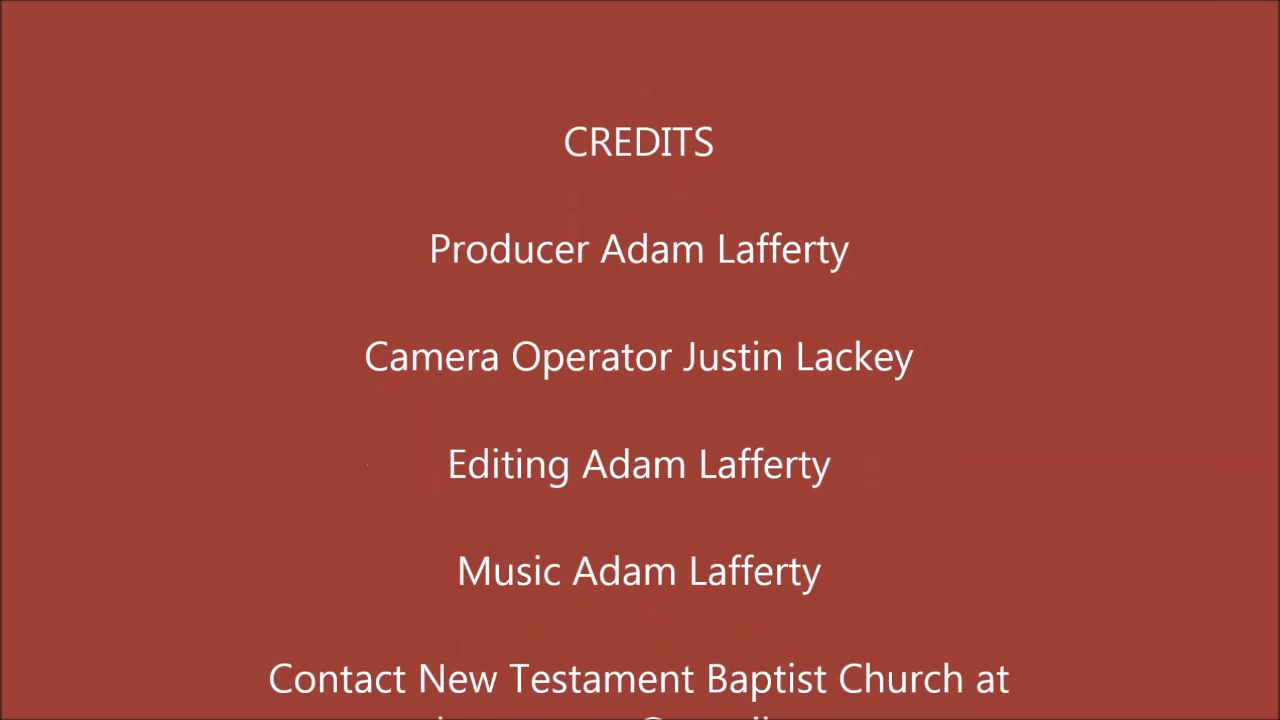 CREDITS
Producer Adam Lafferty
Camera Operator Justin Lackey
Editing Adam Lafferty
Music Adam Lafferty
Contact New Testament Baptist Church at